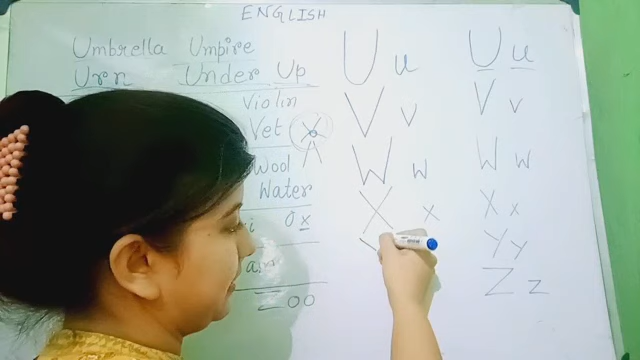 ENGLISH
Umbrella Umpire U u U u
Urn Under Up
Violin V v V v
Vet
Wool W w W w
Water
Ox X x X x
Y y
Zoo Z z